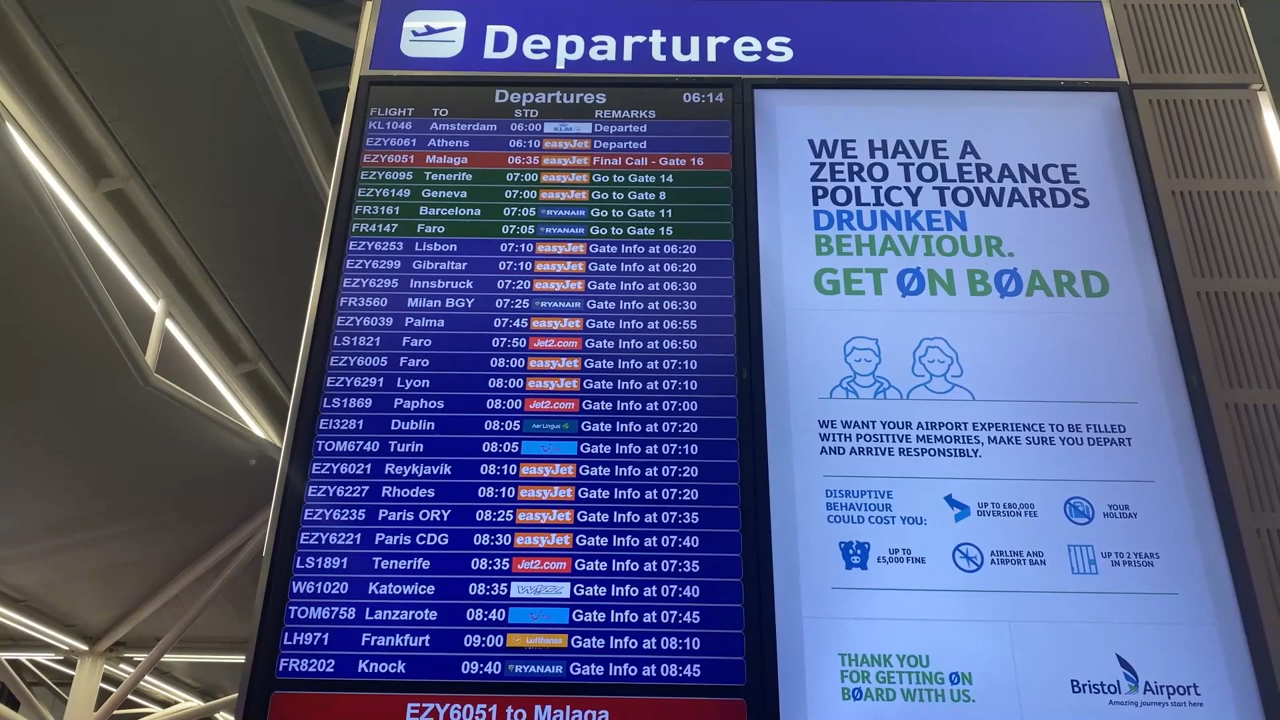 Departures
Departures 06:14
FLIGHT TO STD REMARKS
KL1046 Amsterdam 06:00 KLM Departed
EZY6061 Athens 06:10 easyJet Departed
EZY6051 Malaga 06:35 easyJet Final Call - Gate 16
EZY6095 Tenerife 07:00 easyJet Go to Gate 14
EZY6149 Geneva 07:00 easyJet Go to Gate 8
FR3161 Barcelona 07:05 RYANAIR Go to Gate 11
FR4147 Faro 07:05 RYANAIR Go to Gate 15
EZY6253 Lisbon 07:10 easyJet Gate Info at 06:20
EZY6299 Gibraltar 07:10 easyJet Gate Info at 06:20
EZY6295 Innsbruck 07:20 easyJet Gate Info at 06:30
FR3560 Milan BGY 07:25 RYANAIR Gate Info at 06:30
EZY6039 Palma 07:45 easyJet Gate Info at 06:55
LS1821 Faro 07:50 Jet2.com Gate Info at 06:50
EZY6005 Faro 08:00 easyJet Gate Info at 07:10
EZY6291 Lyon 08:00 easyJet Gate Info at 07:10
LS1869 Paphos 08:00 Jet2.com Gate Info at 07:00
EI3281 Dublin 08:05 Aer Lingus Gate Info at 07:20
TOM6740 Turin 08:05 Gate Info at 07:10
EZY6021 Reykjavík 08:10 easyJet Gate Info at 07:20
EZY6227 Rhodes 08:10 easyJet Gate Info at 07:20
EZY6235 Paris ORY 08:25 easyJet Gate Info at 07:35
EZY6221 Paris CDG 08:30 easyJet Gate Info at 07:40
LS1891 Tenerife 08:35 Jet2.com Gate Info at 07:35
W61020 Katowice 08:35 WIZZ Gate Info at 07:40
TOM6758 Lanzarote 08:40 Gate Info at 07:45
LH971 Frankfurt 09:00 Lufthansa Gate Info at 08:10
FR8202 Knock 09:40 RYANAIR Gate Info at 08:45
EZY6051 to Malaga
WE HAVE A
ZERO TOLERANCE
POLICY TOWARDS
DRUNKEN
BEHAVIOUR.
GET ØN BØARD
WE WANT YOUR AIRPORT EXPERIENCE TO BE FILLED
WITH POSITIVE MEMORIES, MAKE SURE YOU DEPART
AND ARRIVE RESPONSIBLY.
DISRUPTIVE
BEHAVIOUR
COULD COST YOU:
UP TO £80,000
DIVERSION FEE
YOUR
HOLIDAY
UP TO
£5,000 FINE
AIRLINE AND
AIRPORT BAN
UP TO 2 YEARS
IN PRISON
THANK YOU
FOR GETTING ØN
BØARD WITH US.
Bristol Airport
Amazing journeys start here